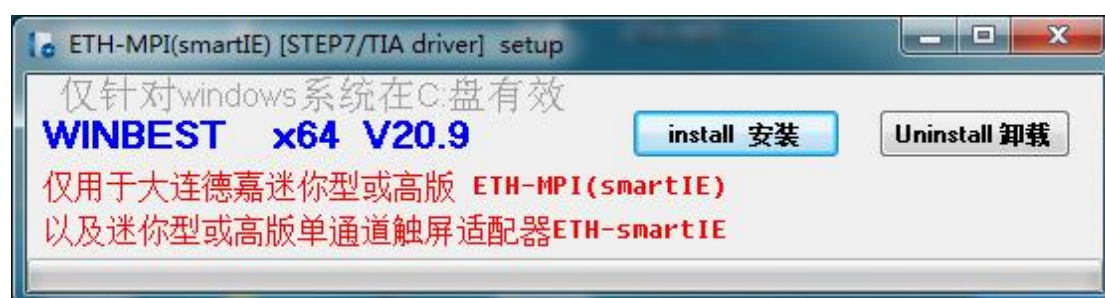 ETH-MPI(smartIE) [STEP7/TIA driver] setup
仅针对windows系统在C:盘有效
WINBEST x64 V20.9
install 安装
Uninstall 卸载
仅用于大连德嘉迷你型或高版 ETH-MPI(smartIE)
以及迷你型或高版单通道触屏适配器ETH-smartIE